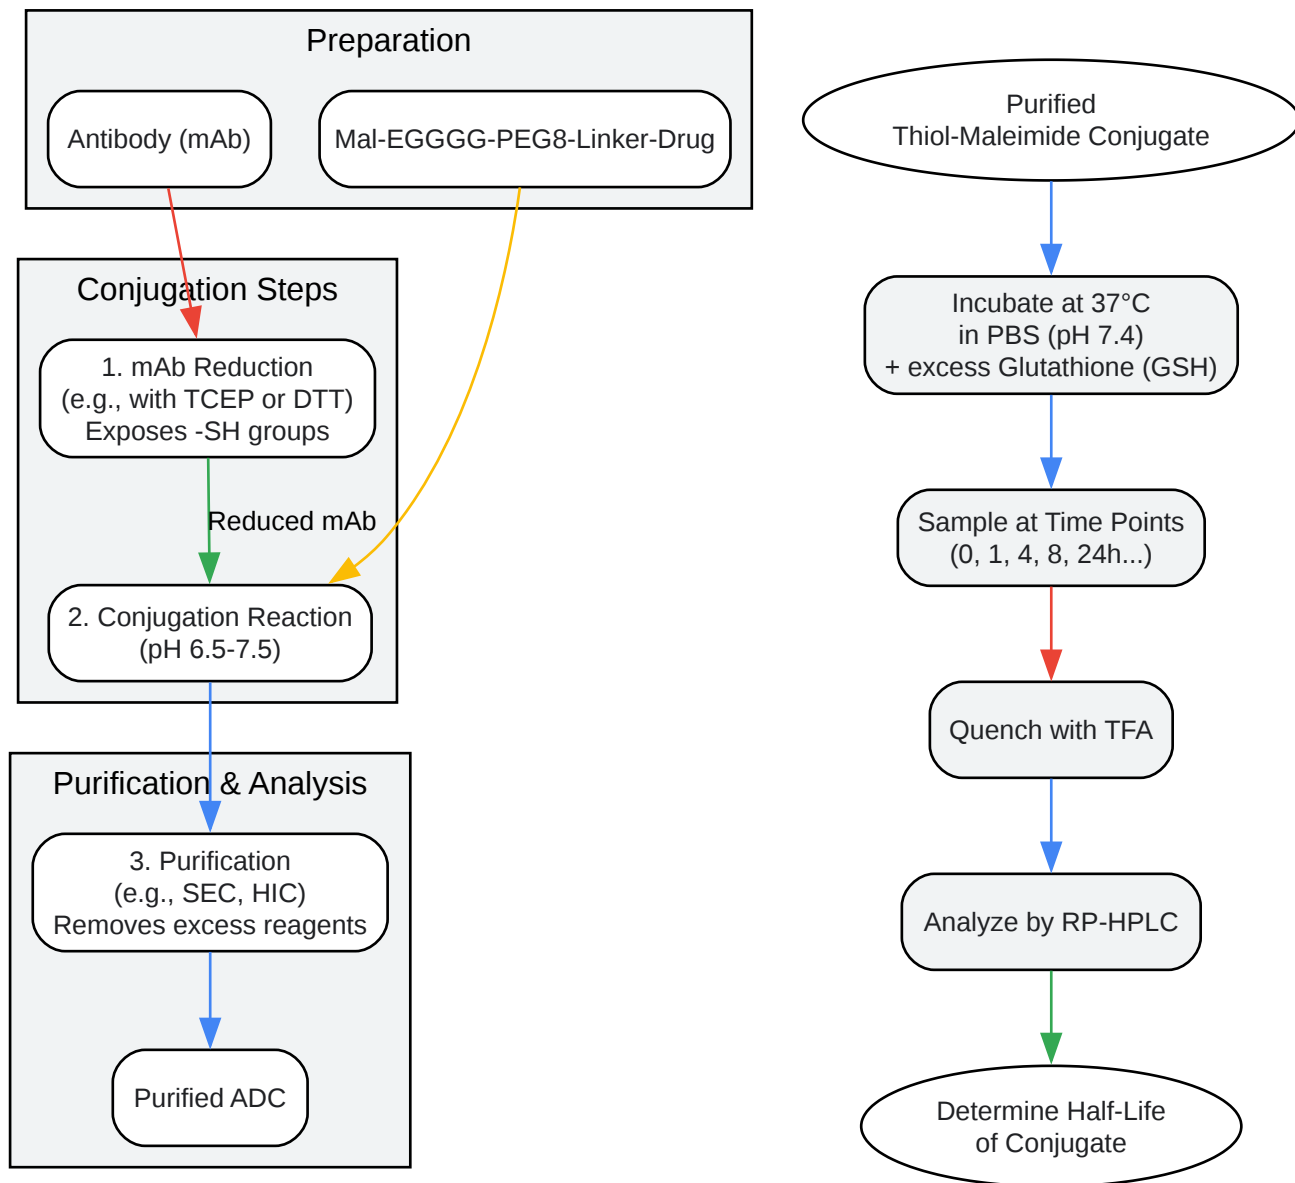 Preparation
Antibody (mAb)
Mal-EGGGG-PEG8-Linker-Drug
Conjugation Steps
1. mAb Reduction
(e.g., with TCEP or DTT)
Exposes -SH groups
Reduced mAb
2. Conjugation Reaction
(pH 6.5-7.5)
Purification & Analysis
3. Purification
(e.g., SEC, HIC)
Removes excess reagents
Purified ADC
Purified
Thiol-Maleimide Conjugate
Incubate at 37°C
in PBS (pH 7.4)
+ excess Glutathione (GSH)
Sample at Time Points
(0, 1, 4, 8, 24h...)
Quench with TFA
Analyze by RP-HPLC
Determine Half-Life
of Conjugate